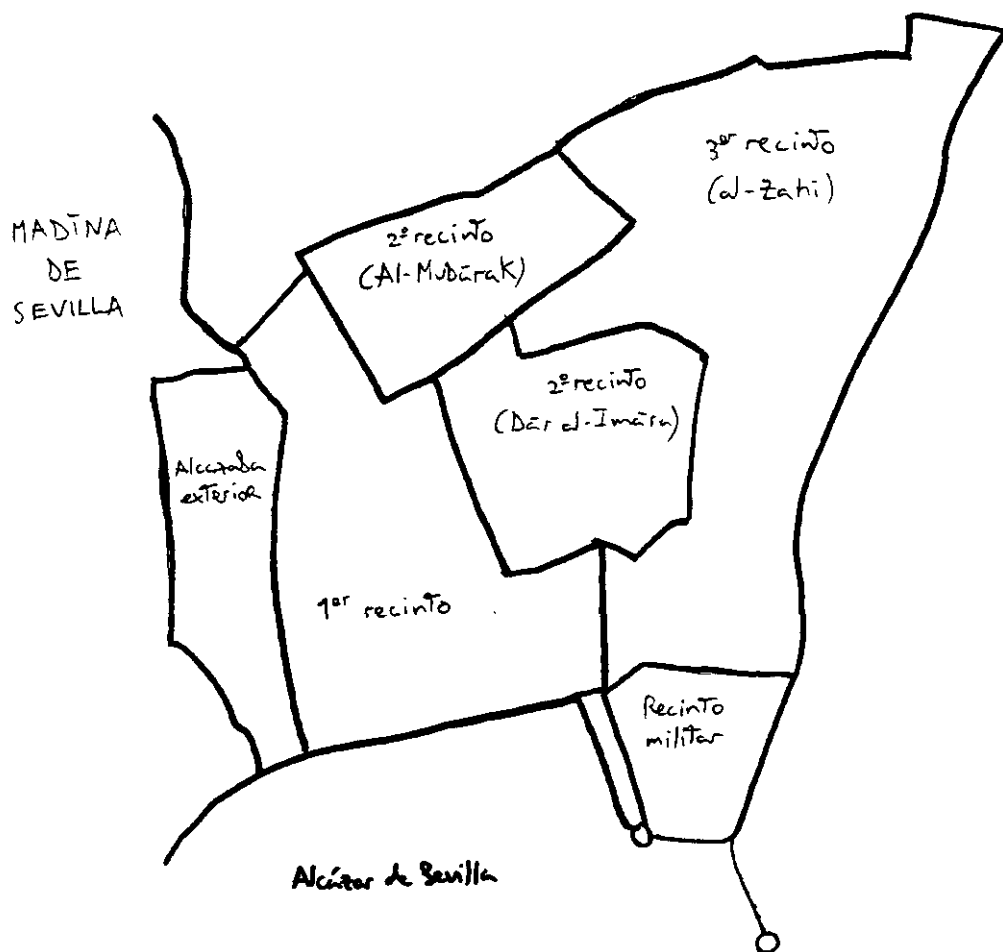 MADĪNA
DE
SEVILLA
3er recinto
(al-Zahi)
2º recinto
(Al-Mubārak)
2º recinto
(Dār al-Imāra)
Alcazaba
exterior
1er recinto
Recinto
militar
Alcázar de Sevilla